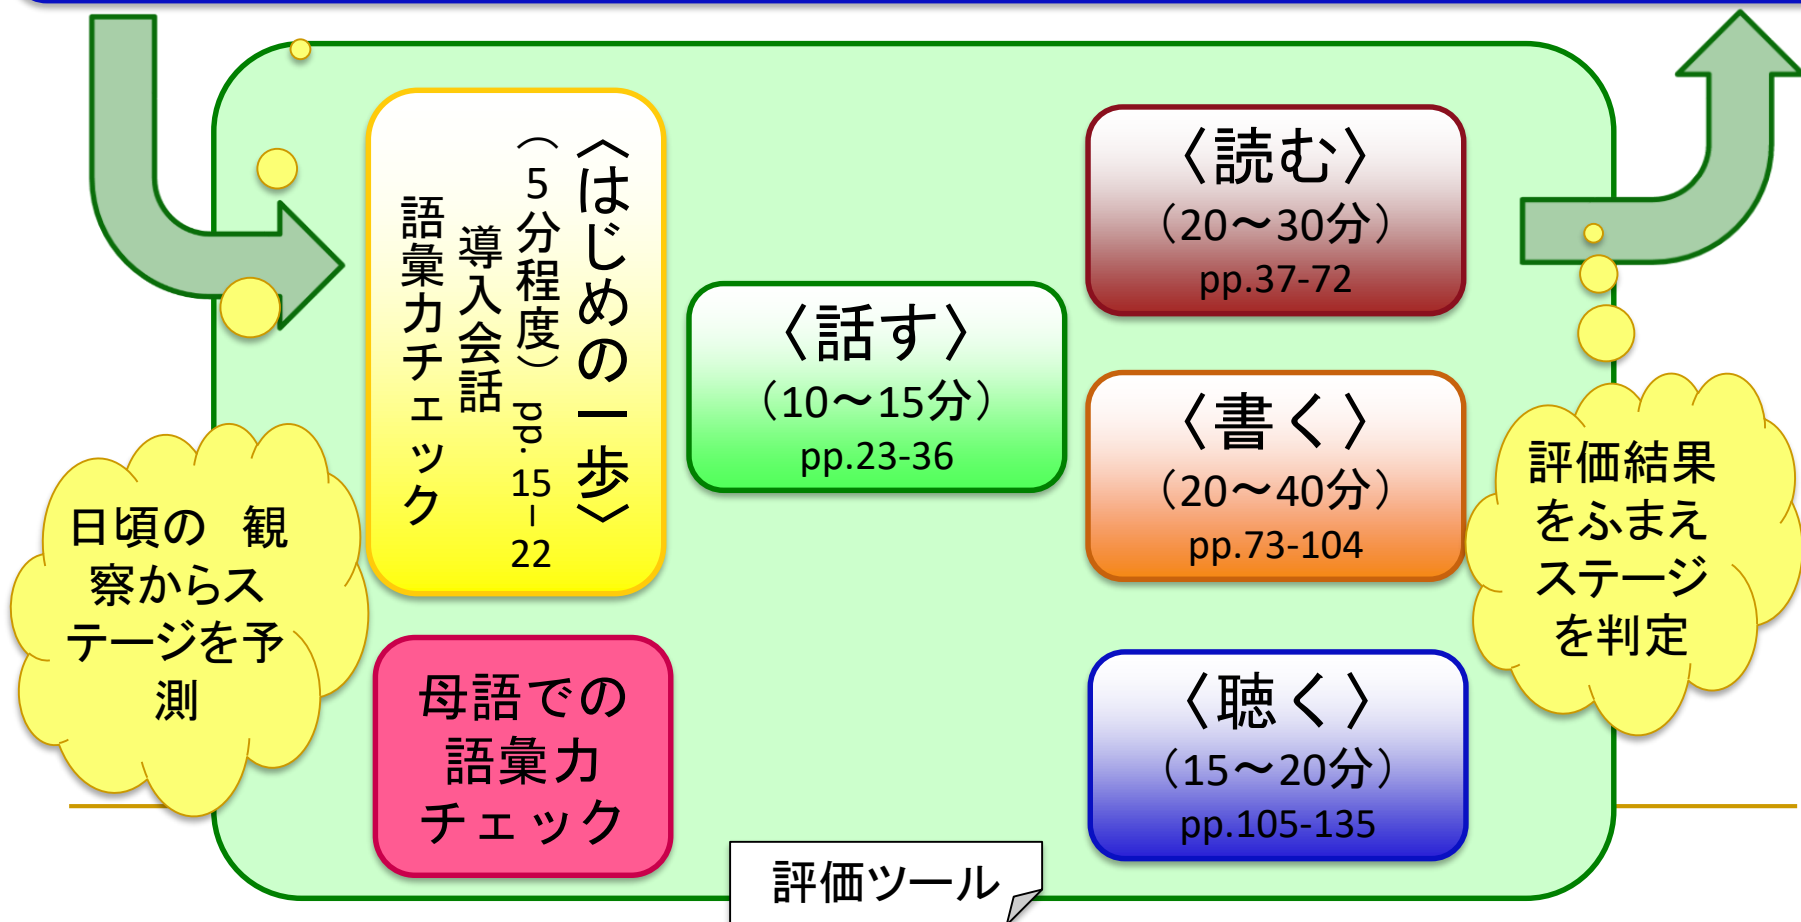 〈はじめの一歩〉
（５分程度） pp. 15-22
導入会話
語彙力チェック
〈話す〉
（10～15分）
pp.23-36
〈読む〉
（20～30分）
pp.37-72
〈書く〉
（20～40分）
pp.73-104
〈聴く〉
（15～20分）
pp.105-135
日頃の　観
察からス
テージを予
測
母語での
語彙力
チェック
評価結果
をふまえ
ステージ
を判定
評価ツール